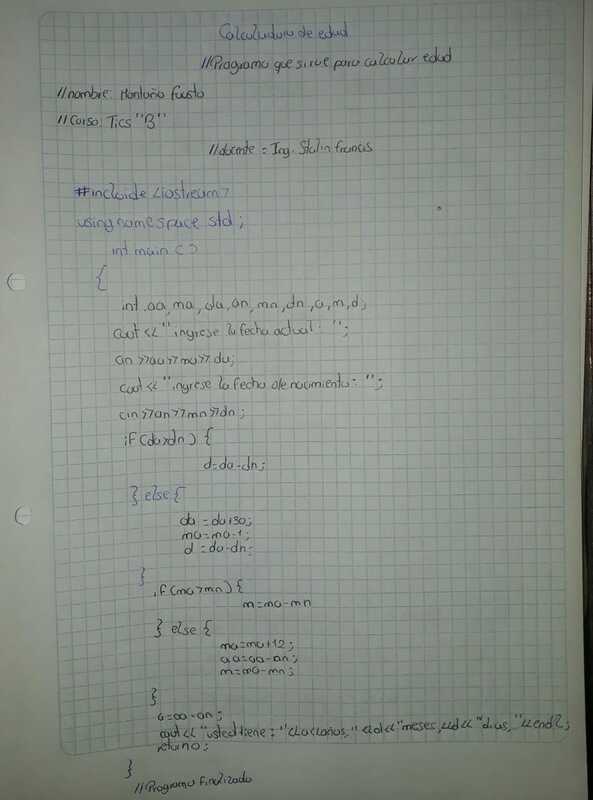 Calculadora de edad
//Programa que sirve para calcular edad
//nombre: Montaño fausto
//Curso: Tics "B"
//docente = Ing. Stalin francis
#incluide <iostream>
using namespace std;
int main ( )
{
int aa, ma, da, an, mn, dn, a, m, d;
cout << "ingrese la fecha actual: ";
cin >>aa>>ma>> da;
cout << "ingrese la fecha de nacimiento: ";
cin>>an>>mn>>dn;
if (da>dn) {
d=da-dn;
} else {
da =da+30;
ma =ma-1;
d =da-dn;
}
if (ma>mn) {
m=ma-mn
} else {
ma=ma+12;
aa=aa-an;
m=ma-mn;
}
a=aa-an;
cout << "usted tiene: "<<a<<años," <<d<<"meses,<<d<<"dias,"<<endl;
return 0;
}
//Programa finalizado